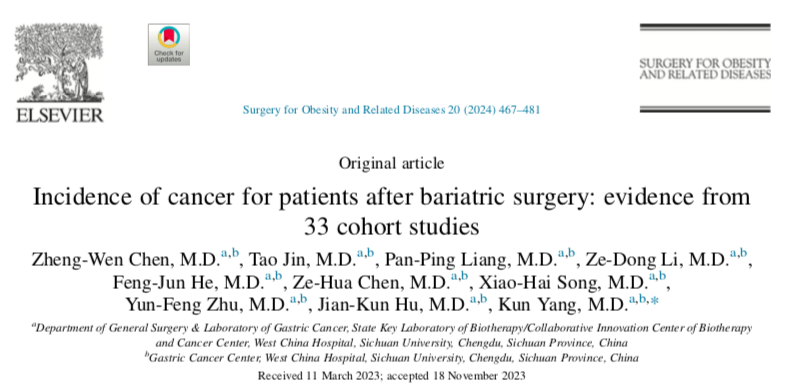 Check for
updates
ELSEVIER
SURGERY FOR OBESITY
AND RELATED DISEASES
Surgery for Obesity and Related Diseases 20 (2024) 467–481
Original article
Incidence of cancer for patients after bariatric surgery: evidence from
33 cohort studies
Zheng-Wen Chen, M.D.a,b, Tao Jin, M.D.a,b, Pan-Ping Liang, M.D.a,b, Ze-Dong Li, M.D.a,b,
Feng-Jun He, M.D.a,b, Ze-Hua Chen, M.D.a,b, Xiao-Hai Song, M.D.a,b,
Yun-Feng Zhu, M.D.a,b, Jian-Kun Hu, M.D.a,b, Kun Yang, M.D.a,b,*
aDepartment of General Surgery & Laboratory of Gastric Cancer, State Key Laboratory of Biotherapy/Collaborative Innovation Center of Biotherapy
and Cancer Center, West China Hospital, Sichuan University, Chengdu, Sichuan Province, China
bGastric Cancer Center, West China Hospital, Sichuan University, Chengdu, Sichuan Province, China
Received 11 March 2023; accepted 18 November 2023